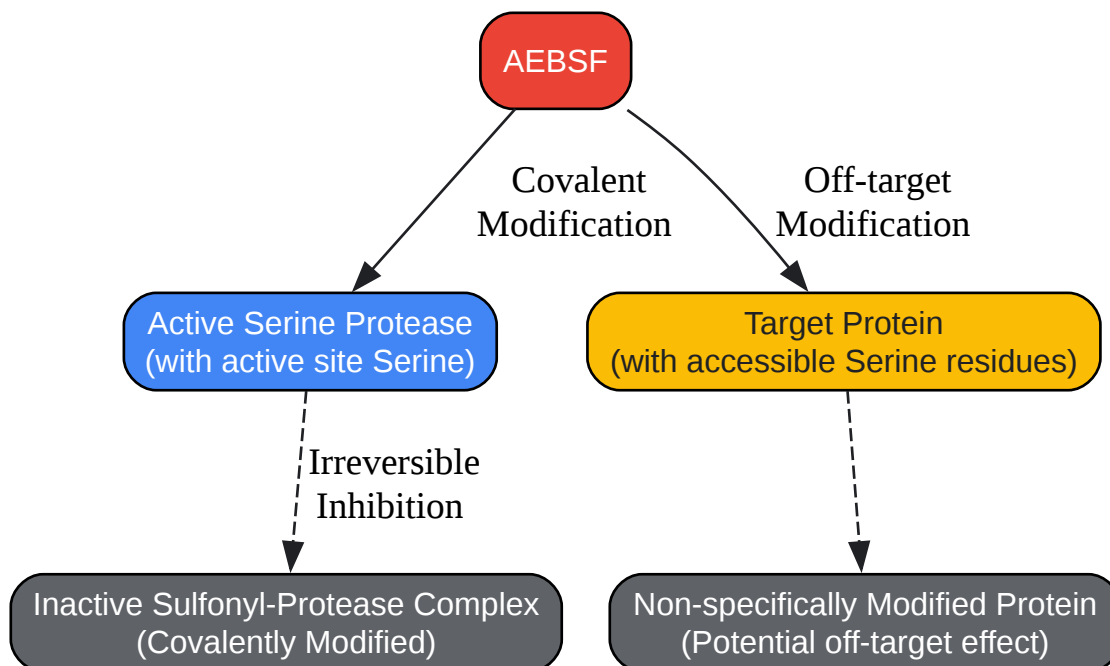 AEBSF
Covalent
Modification
Off-target
Modification
Active Serine Protease
(with active site Serine)
Target Protein
(with accessible Serine residues)
Irreversible
Inhibition
Inactive Sulfonyl-Protease Complex
(Covalently Modified)
Non-specifically Modified Protein
(Potential off-target effect)